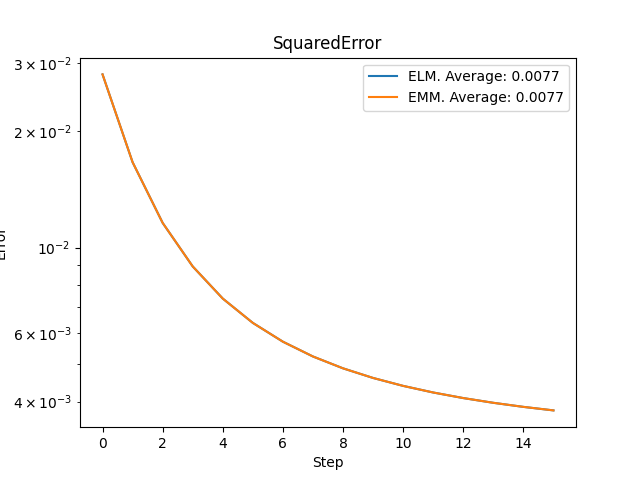 SquaredError
ELM. Average: 0.0077
EMM. Average: 0.0077
3 × 10⁻²
2 × 10⁻²
10⁻²
6 × 10⁻³
4 × 10⁻³
Error
0 2 4 6 8 10 12 14
Step